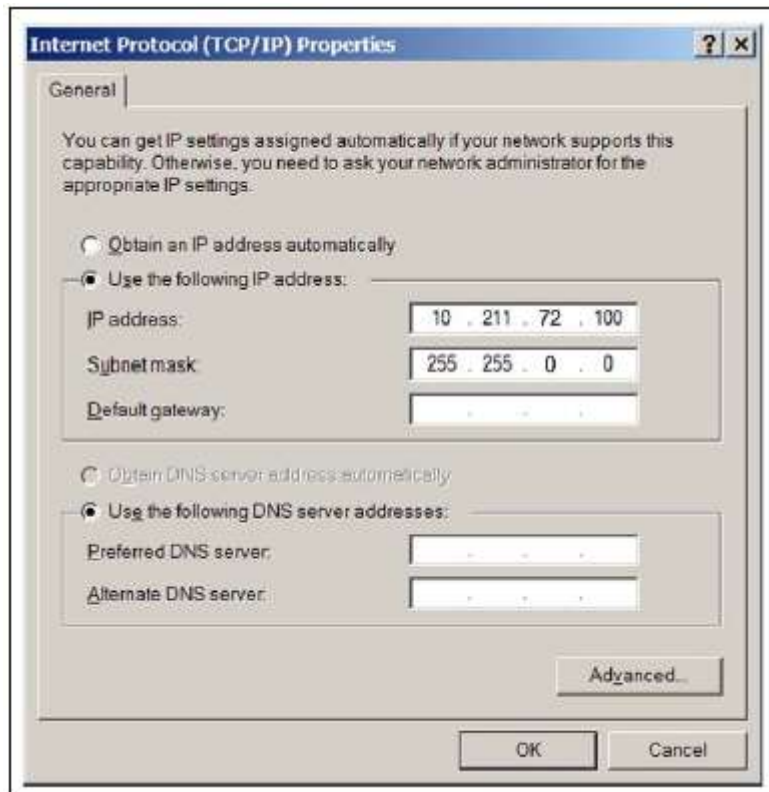 Internet Protocol (TCP/IP) Properties
General
You can get IP settings assigned automatically if your network supports this
capability. Otherwise, you need to ask your network administrator for the
appropriate IP settings.
Obtain an IP address automatically
Use the following IP address:
IP address: 10 . 211 . 72 . 100
Subnet mask: 255 . 255 . 0 . 0
Default gateway: . . .
Obtain DNS server address automatically
Use the following DNS server addresses:
Preferred DNS server: . . .
Alternate DNS server: . . .
Advanced...
OK Cancel